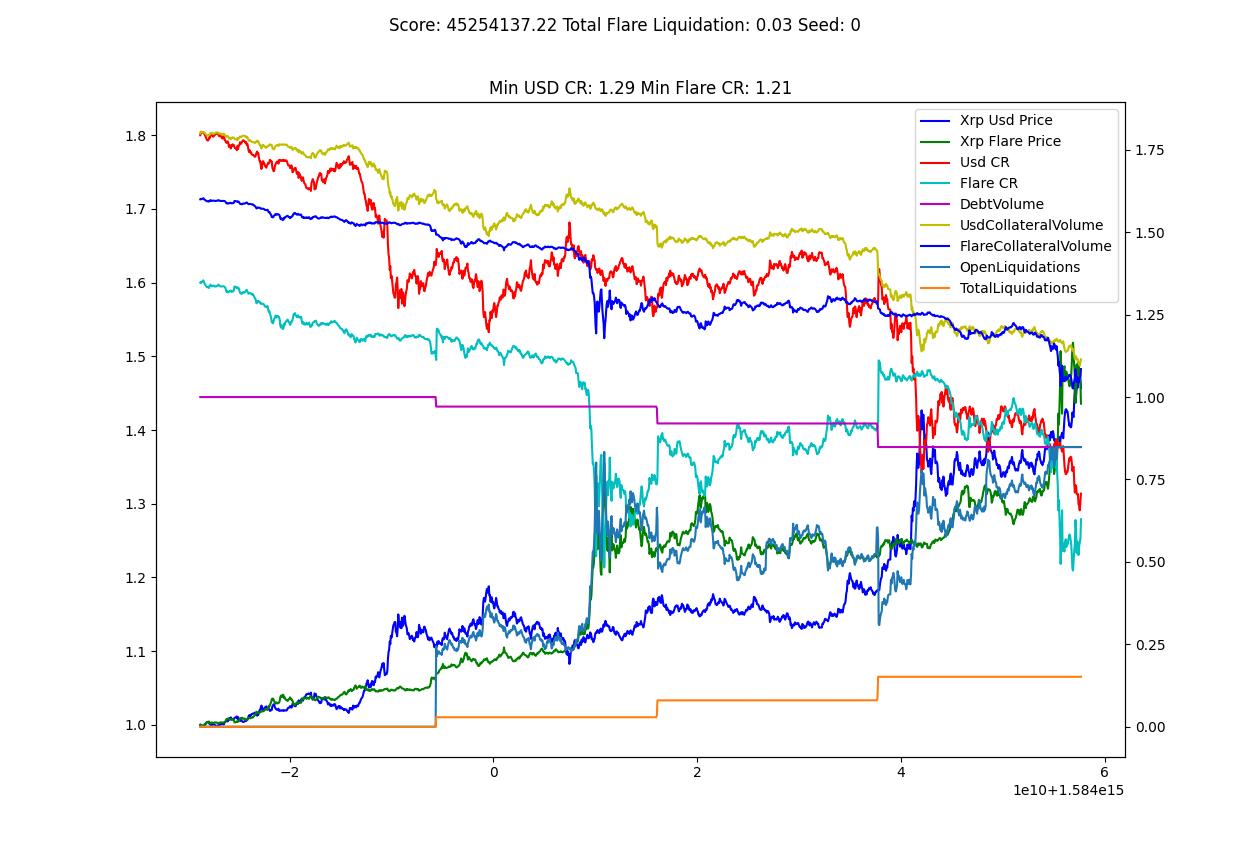 Score: 45254137.22 Total Flare Liquidation: 0.03 Seed: 0
Min USD CR: 1.29 Min Flare CR: 1.21
1.8
1.7
1.6
1.5
1.4
1.3
1.2
1.1
1.0
Xrp Usd Price
Xrp Flare Price
Usd CR
Flare CR
DebtVolume
UsdCollateralVolume
FlareCollateralVolume
OpenLiquidations
TotalLiquidations
1.75
1.50
1.25
1.00
0.75
0.50
0.25
0.00
−2 0 2 4 6
1e10+1.584e15